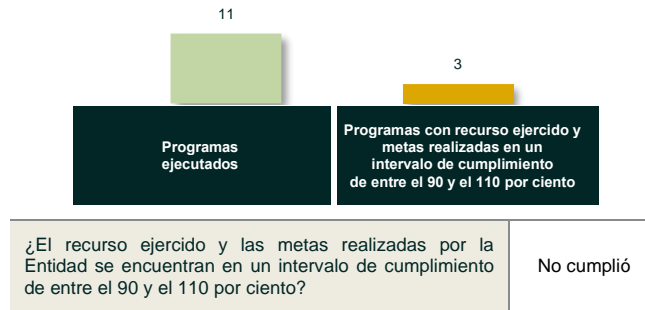 11
3
Programas
ejecutados
Programas con recurso ejercido y
metas realizadas en un
intervalo de cumplimiento
de entre el 90 y el 110 por ciento
¿El recurso ejercido y las metas realizadas por la
Entidad se encuentran en un intervalo de cumplimiento
de entre el 90 y el 110 por ciento?
No cumplió